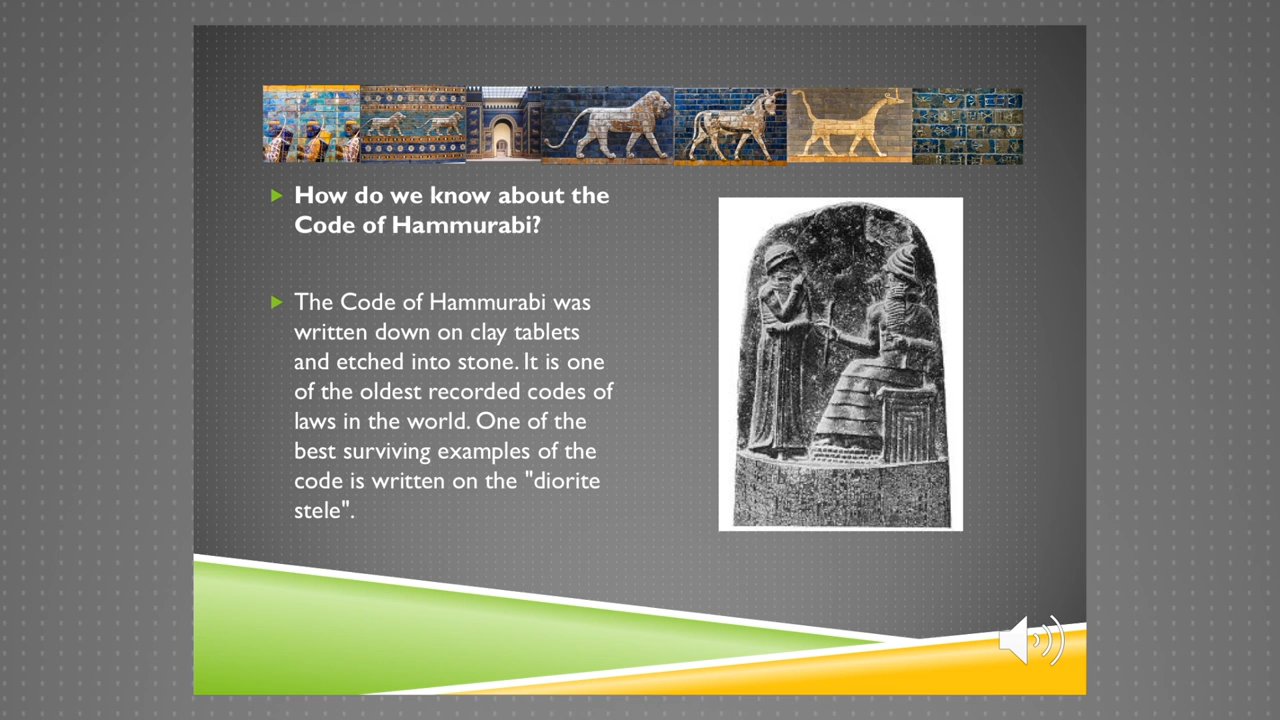 How do we know about the
Code of Hammurabi?
The Code of Hammurabi was
written down on clay tablets
and etched into stone. It is one
of the oldest recorded codes of
laws in the world. One of the
best surviving examples of the
code is written on the "diorite
stele".